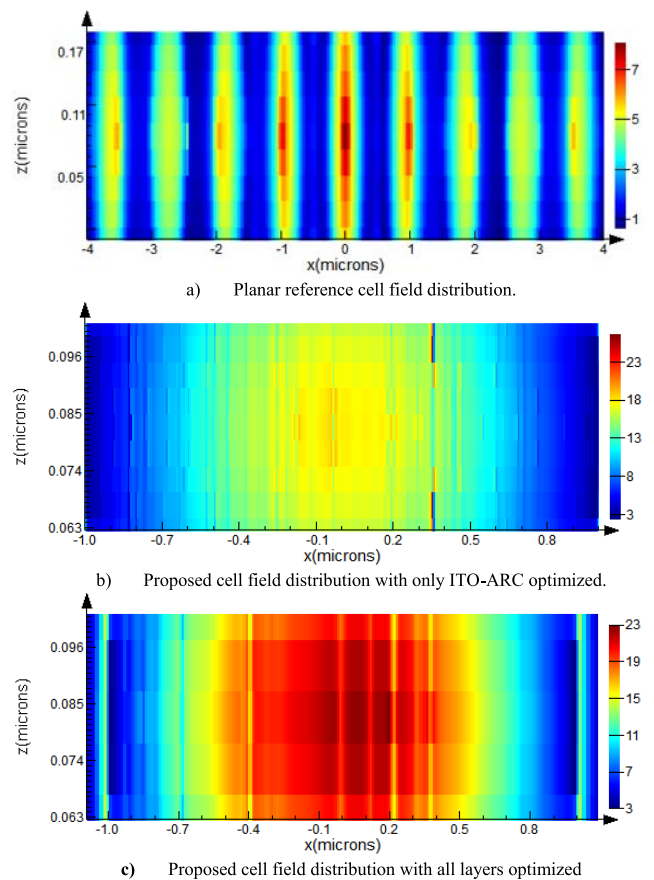 z(microns)
0.17
0.11
0.05
-4 -3 -2 -1 0 1 2 3 4
x(microns)
7
5
3
1
a) Planar reference cell field distribution.
z(microns)
0.096
0.085
0.074
0.063
-1.0 -0.7 -0.4 -0.1 0.2 0.5 0.8
x(microns)
23
18
13
8
3
b) Proposed cell field distribution with only ITO-ARC optimized.
z(microns)
0.096
0.085
0.074
0.063
-1.0 -0.7 -0.4 -0.1 0.2 0.5 0.8
x(microns)
23
19
15
11
7
3
c) Proposed cell field distribution with all layers optimized